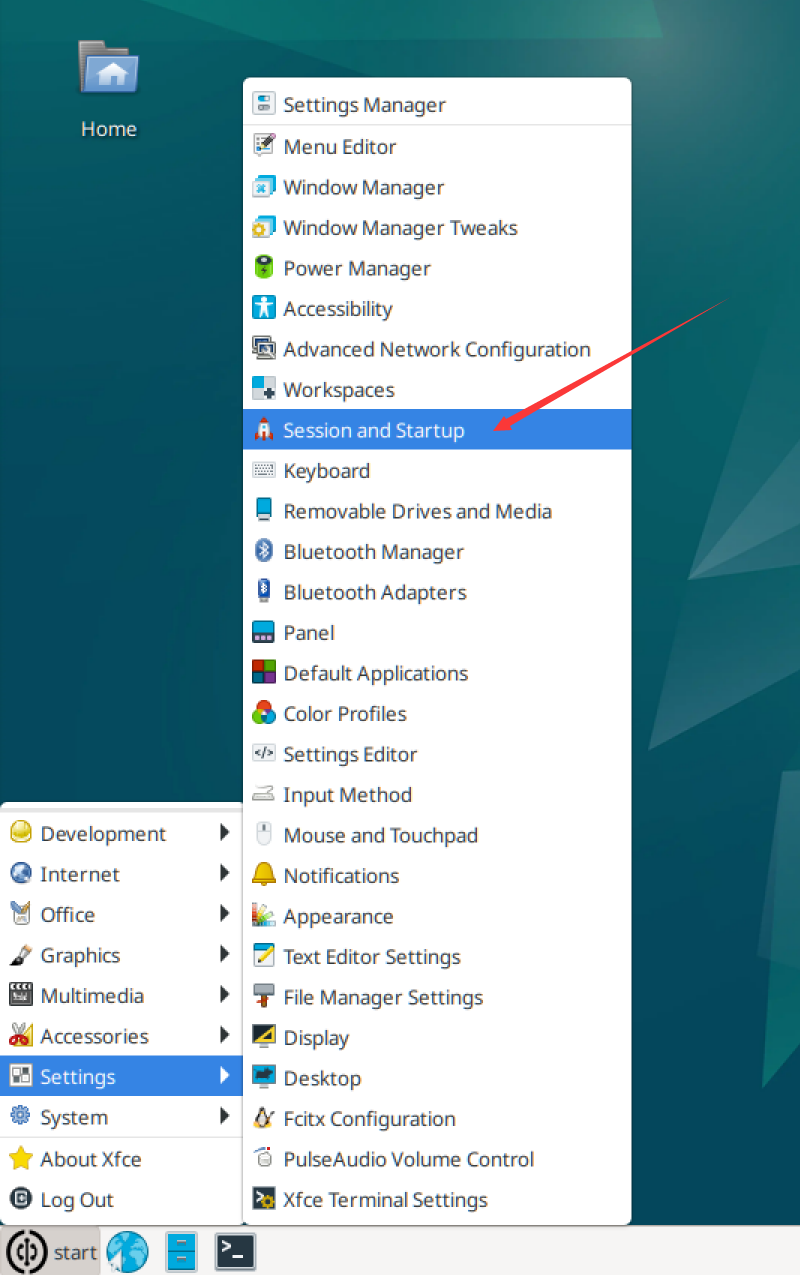 Home
Settings Manager
Menu Editor
Window Manager
Window Manager Tweaks
Power Manager
Accessibility
Advanced Network Configuration
Workspaces
Session and Startup
Keyboard
Removable Drives and Media
Bluetooth Manager
Bluetooth Adapters
Panel
Default Applications
Color Profiles
Settings Editor
Input Method
Mouse and Touchpad
Notifications
Appearance
Text Editor Settings
File Manager Settings
Display
Desktop
Fcitx Configuration
PulseAudio Volume Control
Xfce Terminal Settings
Development
Internet
Office
Graphics
Multimedia
Accessories
Settings
System
About Xfce
Log Out
start